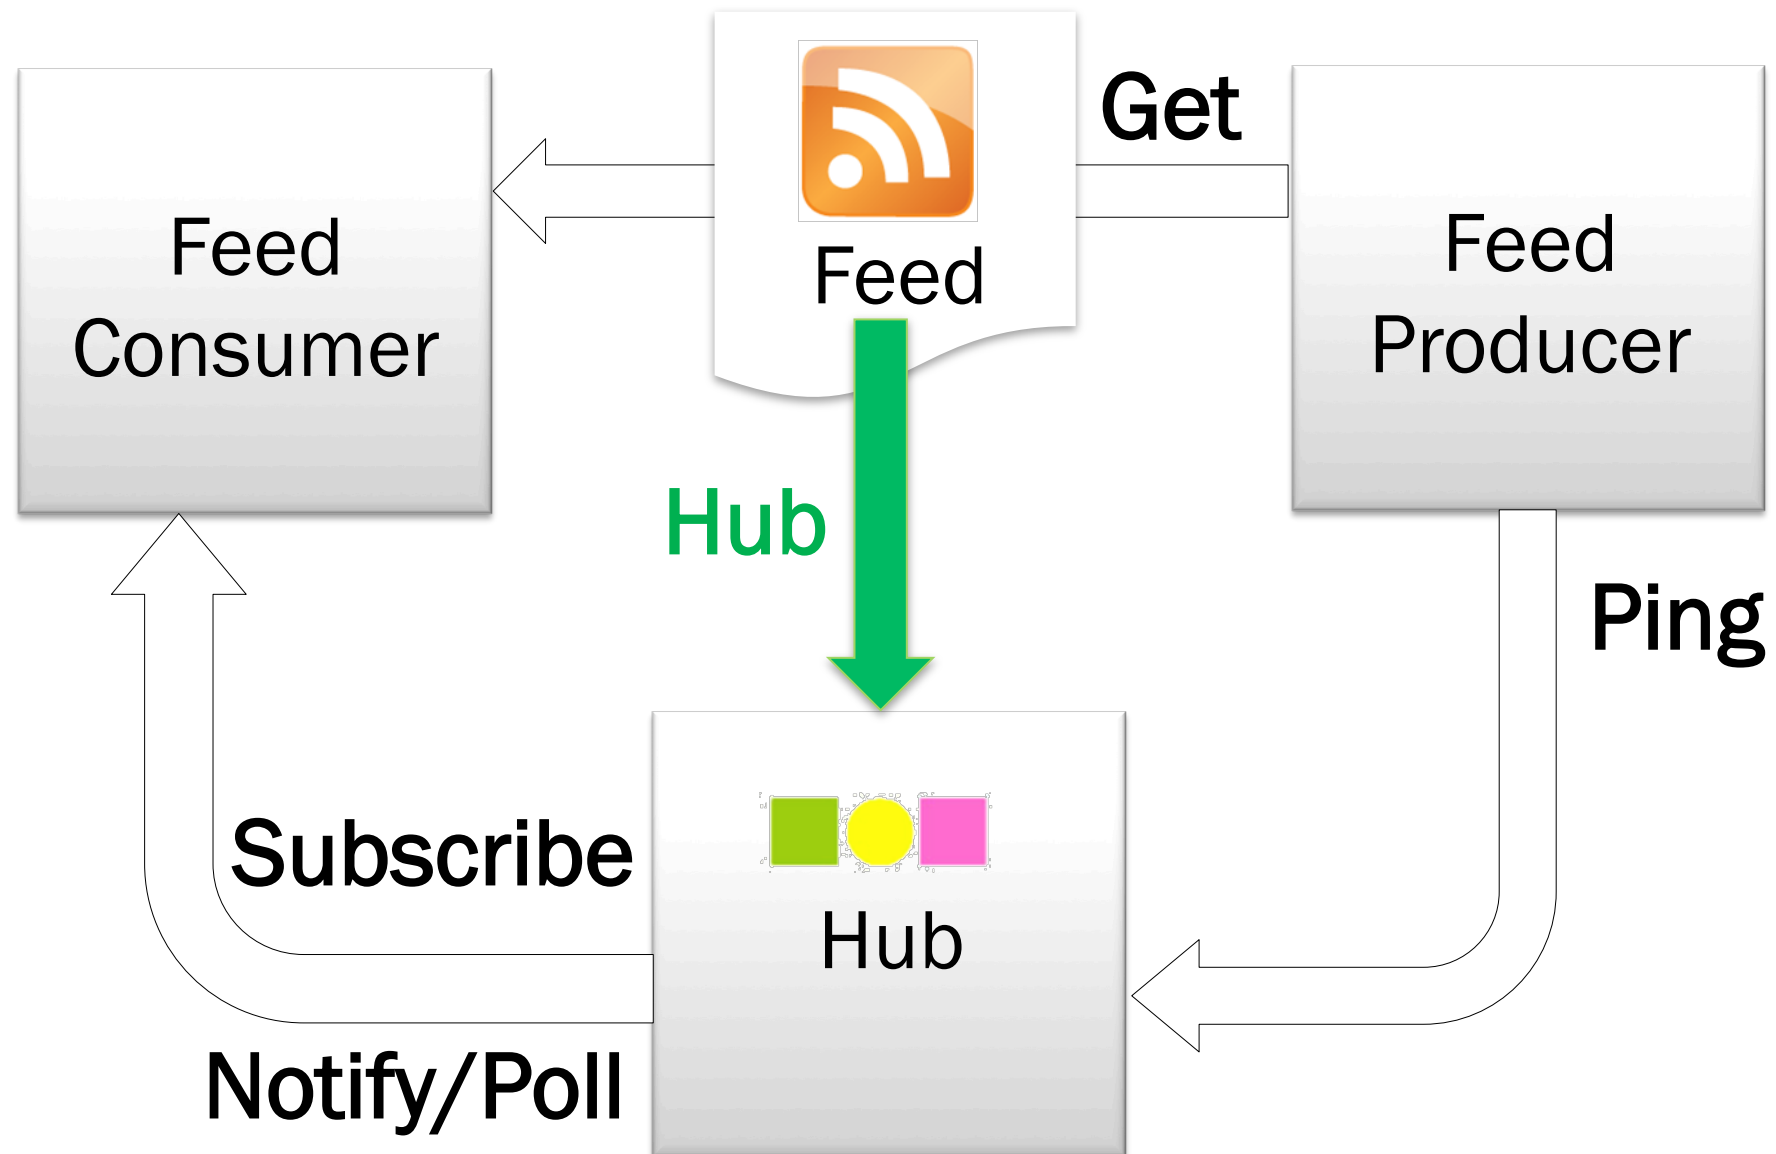 Get
Feed
Consumer
Feed
Feed
Producer
Hub
Ping
Subscribe
Hub
Notify/Poll